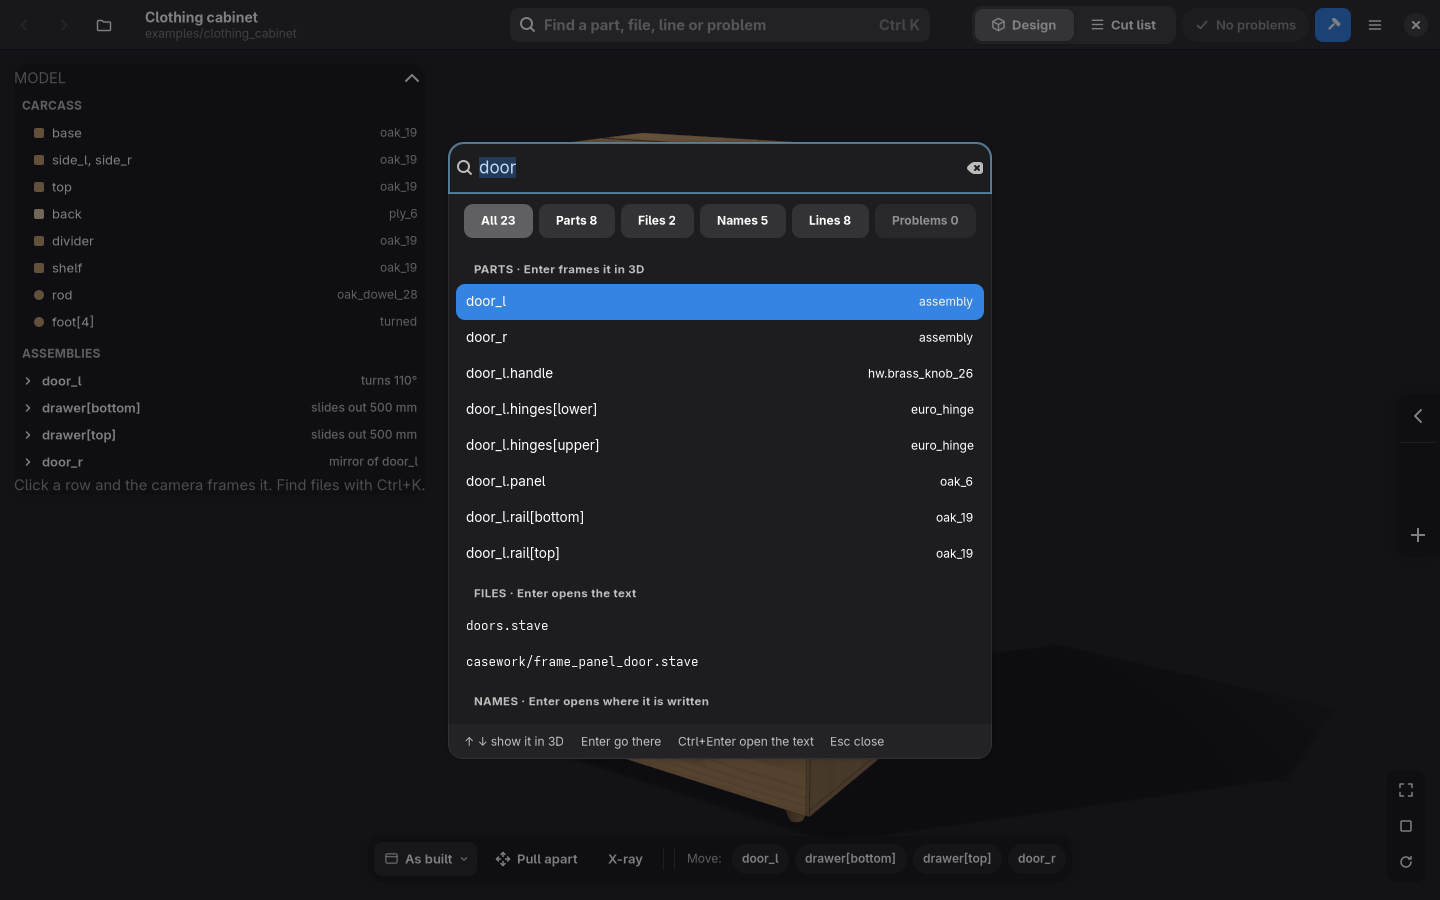 Clothing cabinet
examples/clothing_cabinet
Find a part, file, line or problem Ctrl K
Design
Cut list
No problems
MODEL
CARCASS
base oak_19
side_l, side_r oak_19
top oak_19
back ply_6
divider oak_19
shelf oak_19
rod oak_dowel_28
foot[4] turned
ASSEMBLIES
door_l turns 110°
drawer[bottom] slides out 500 mm
drawer[top] slides out 500 mm
door_r mirror of door_l
Click a row and the camera frames it. Find files with Ctrl+K.
door
All 23 Parts 8 Files 2 Names 5 Lines 8 Problems 0
PARTS · Enter frames it in 3D
door_l assembly
door_r assembly
door_l.handle hw.brass_knob_26
door_l.hinges[lower] euro_hinge
door_l.hinges[upper] euro_hinge
door_l.panel oak_6
door_l.rail[bottom] oak_19
door_l.rail[top] oak_19
FILES · Enter opens the text
doors.stave
casework/frame_panel_door.stave
NAMES · Enter opens where it is written
↑ ↓ show it in 3D Enter go there Ctrl+Enter open the text Esc close
As built Pull apart X-ray Move: door_l drawer[bottom] drawer[top] door_r